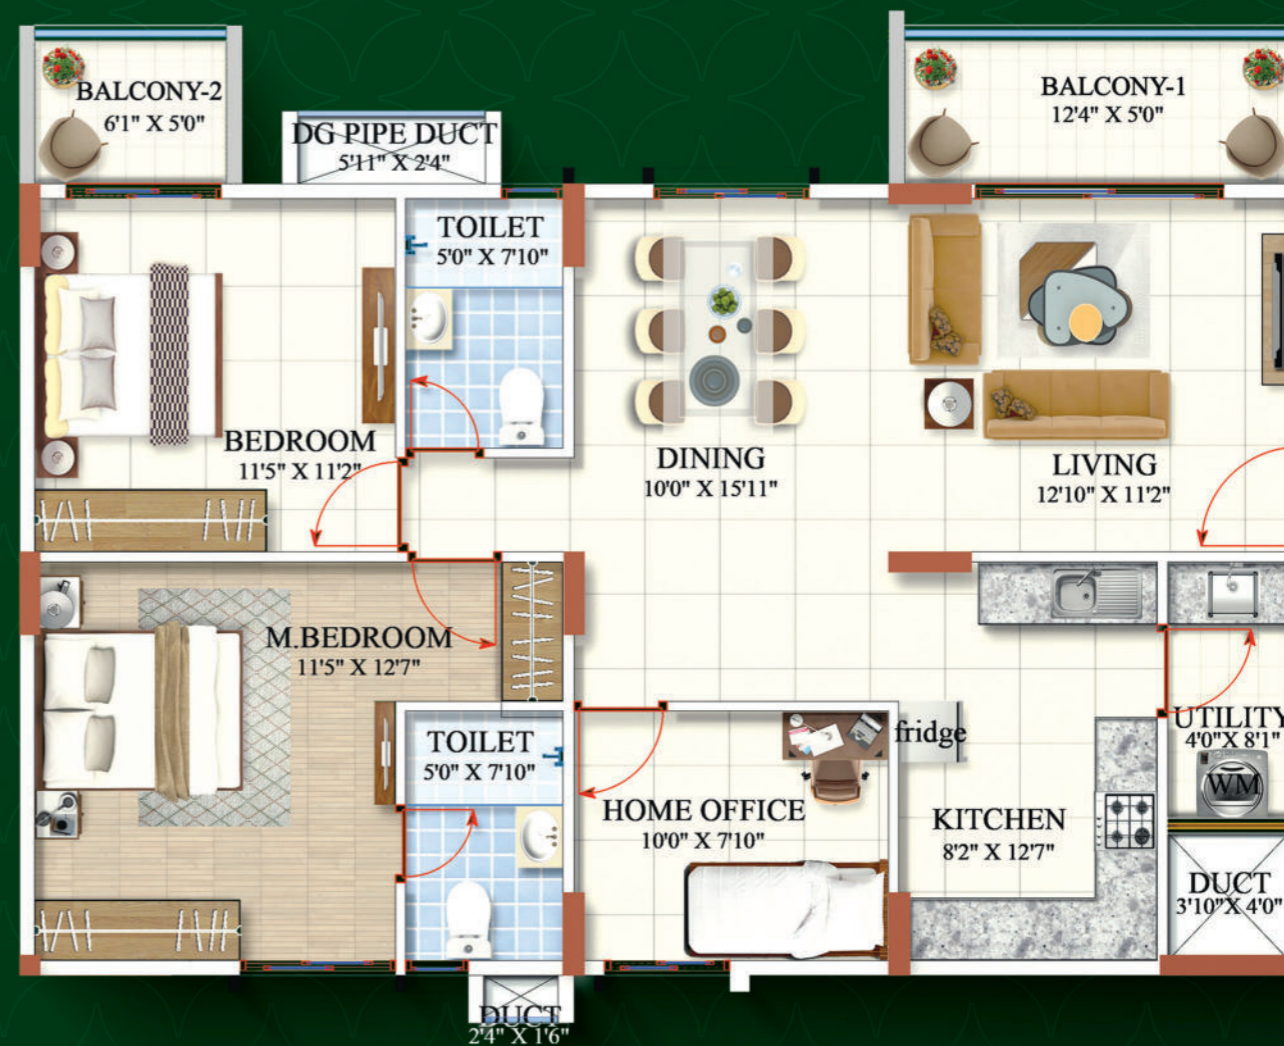 BALCONY-2
6'1" X 5'0"
BALCONY-1
12'4" X 5'0"
DG PIPE DUCT
5'11" X 2'4"
TOILET
5'0" X 7'10"
BEDROOM
11'5" X 11'2"
DINING
10'0" X 15'11"
LIVING
12'10" X 11'2"
M.BEDROOM
11'5" X 12'7"
TOILET
5'0" X 7'10"
HOME OFFICE
10'0" X 7'10"
fridge
KITCHEN
8'2" X 12'7"
UTILITY
4'0"X 8'1"
WM
DUCT
3'10"X 4'0"
DUCT
2'4" X 1'6"